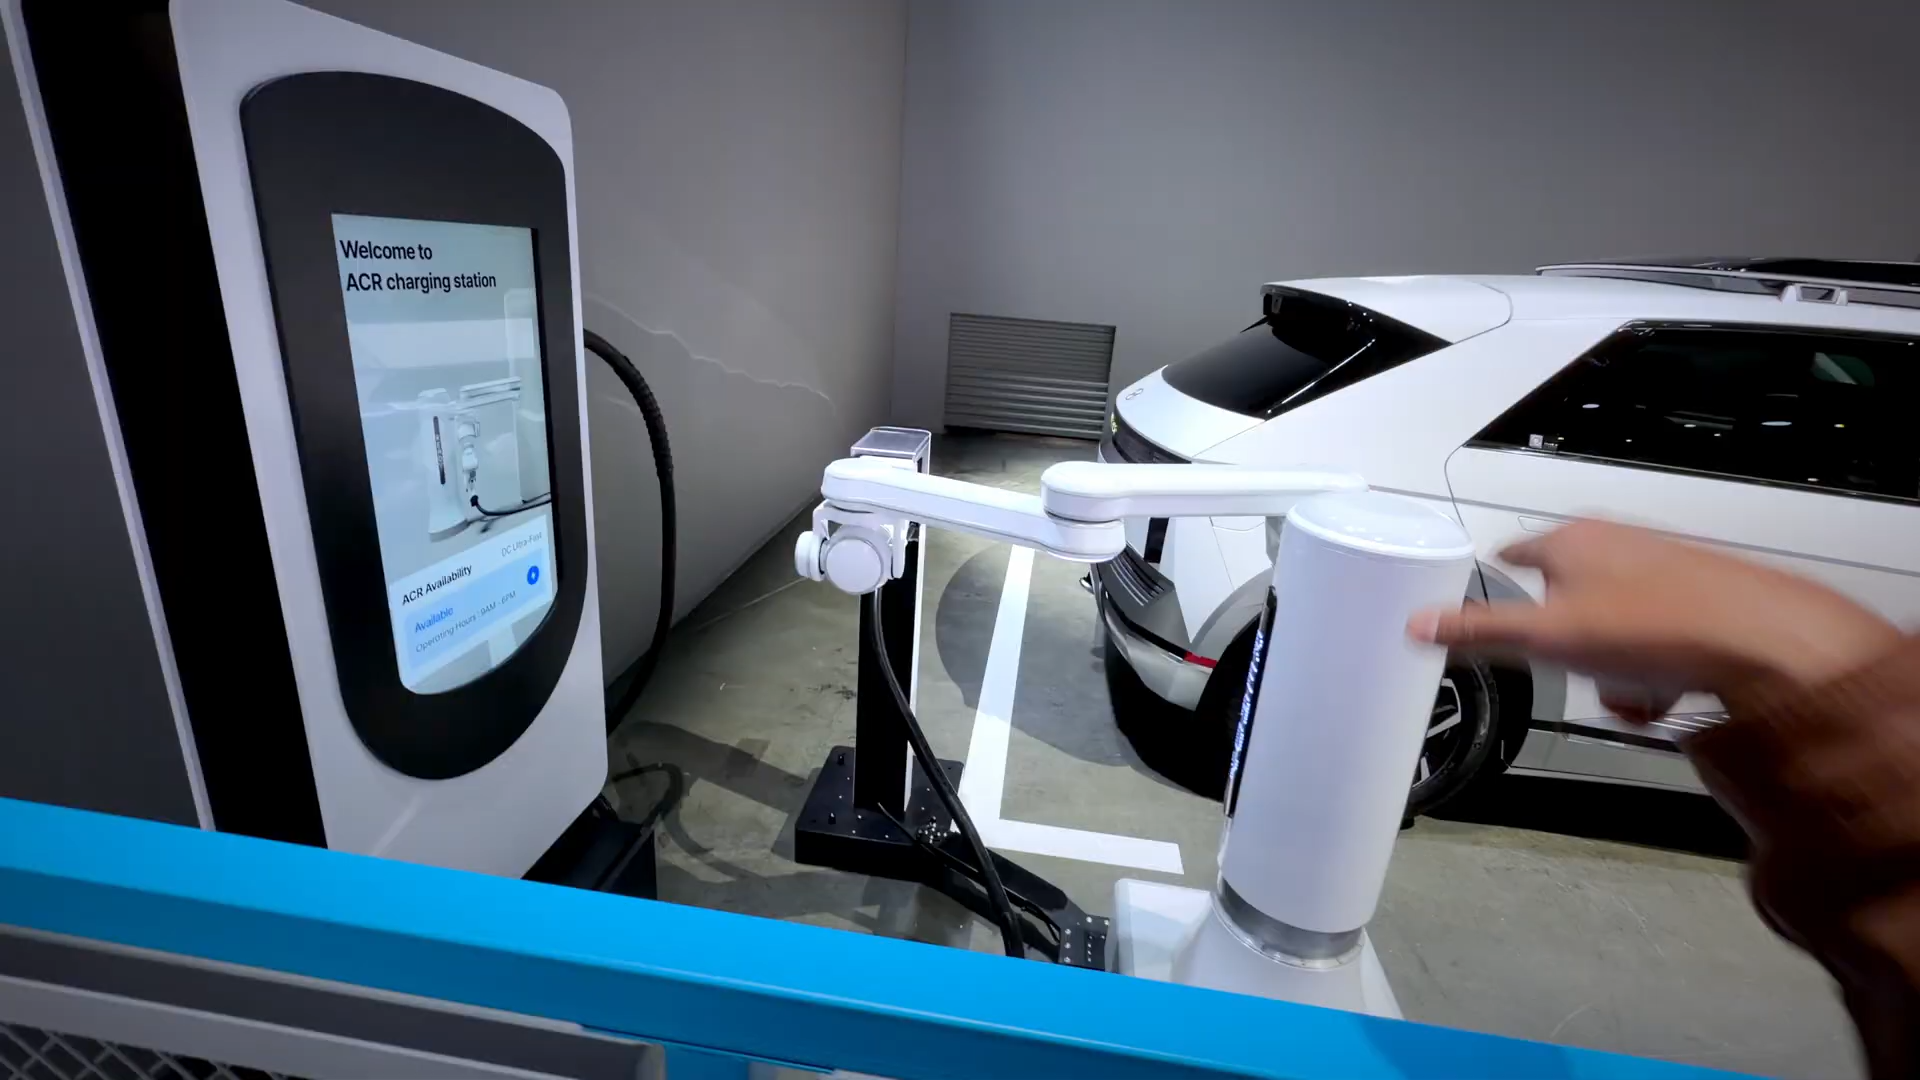 Welcome to
ACR charging station
DC Ultra-Fast
ACR Availability
Available
Operating Hours : 9AM - 6PM